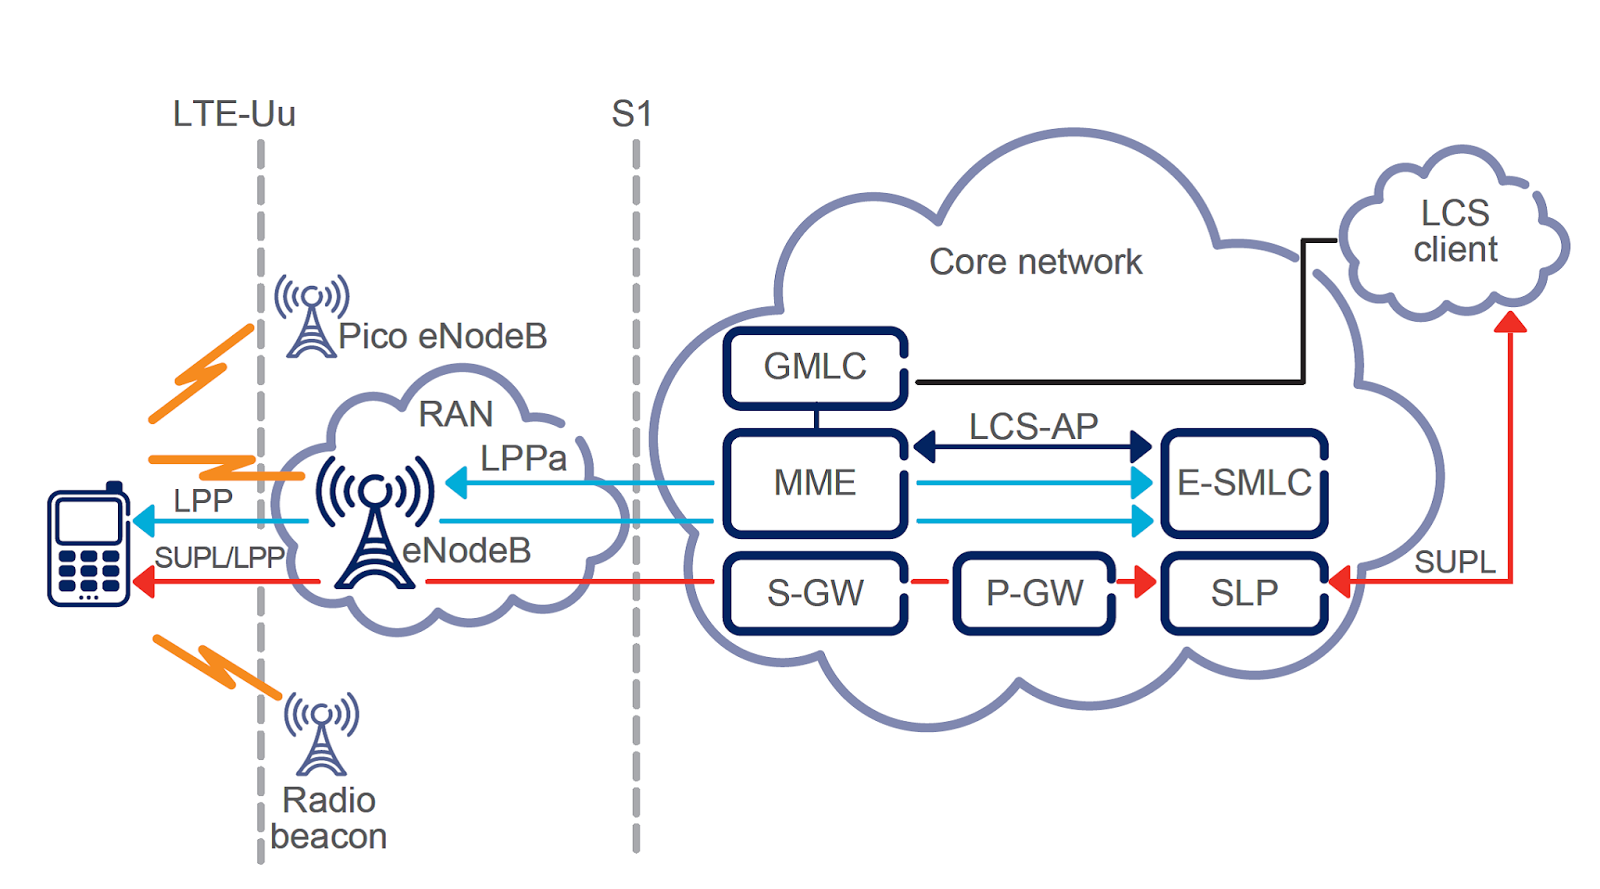 LTE-Uu
S1
LCS
client
Core network
Pico eNodeB
GMLC
RAN
LCS-AP
LPPa
MME
E-SMLC
LPP
eNodeB
SUPL/LPP
SUPL
S-GW
P-GW
SLP
Radio
beacon